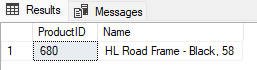 Results Messages
ProductID Name
1 680 HL Road Frame - Black, 58